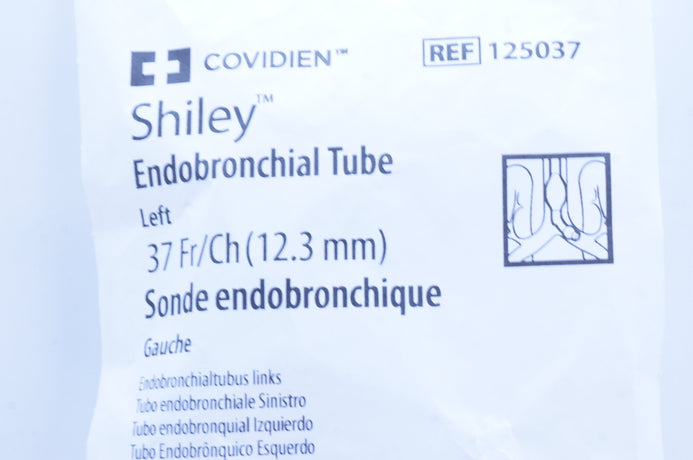 COVIDIEN™ REF 125037
Shiley™
Endobronchial Tube
Left
37 Fr/Ch (12.3 mm)
Sonde endobronchique
Gauche
Endobronchialtubus links
Tubo endobronchiale Sinistro
Tubo endobronquial Izquierdo
Tubo Endobrônquico Esquerdo